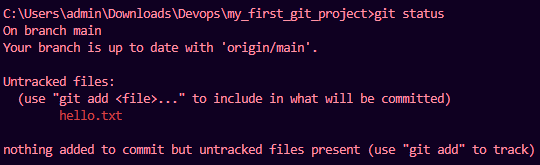 C:\Users\admin\Downloads\Devops\my_first_git_project>git status
On branch main
Your branch is up to date with 'origin/main'.
Untracked files:
  (use "git add <file>..." to include in what will be committed)
        hello.txt
nothing added to commit but untracked files present (use "git add" to track)